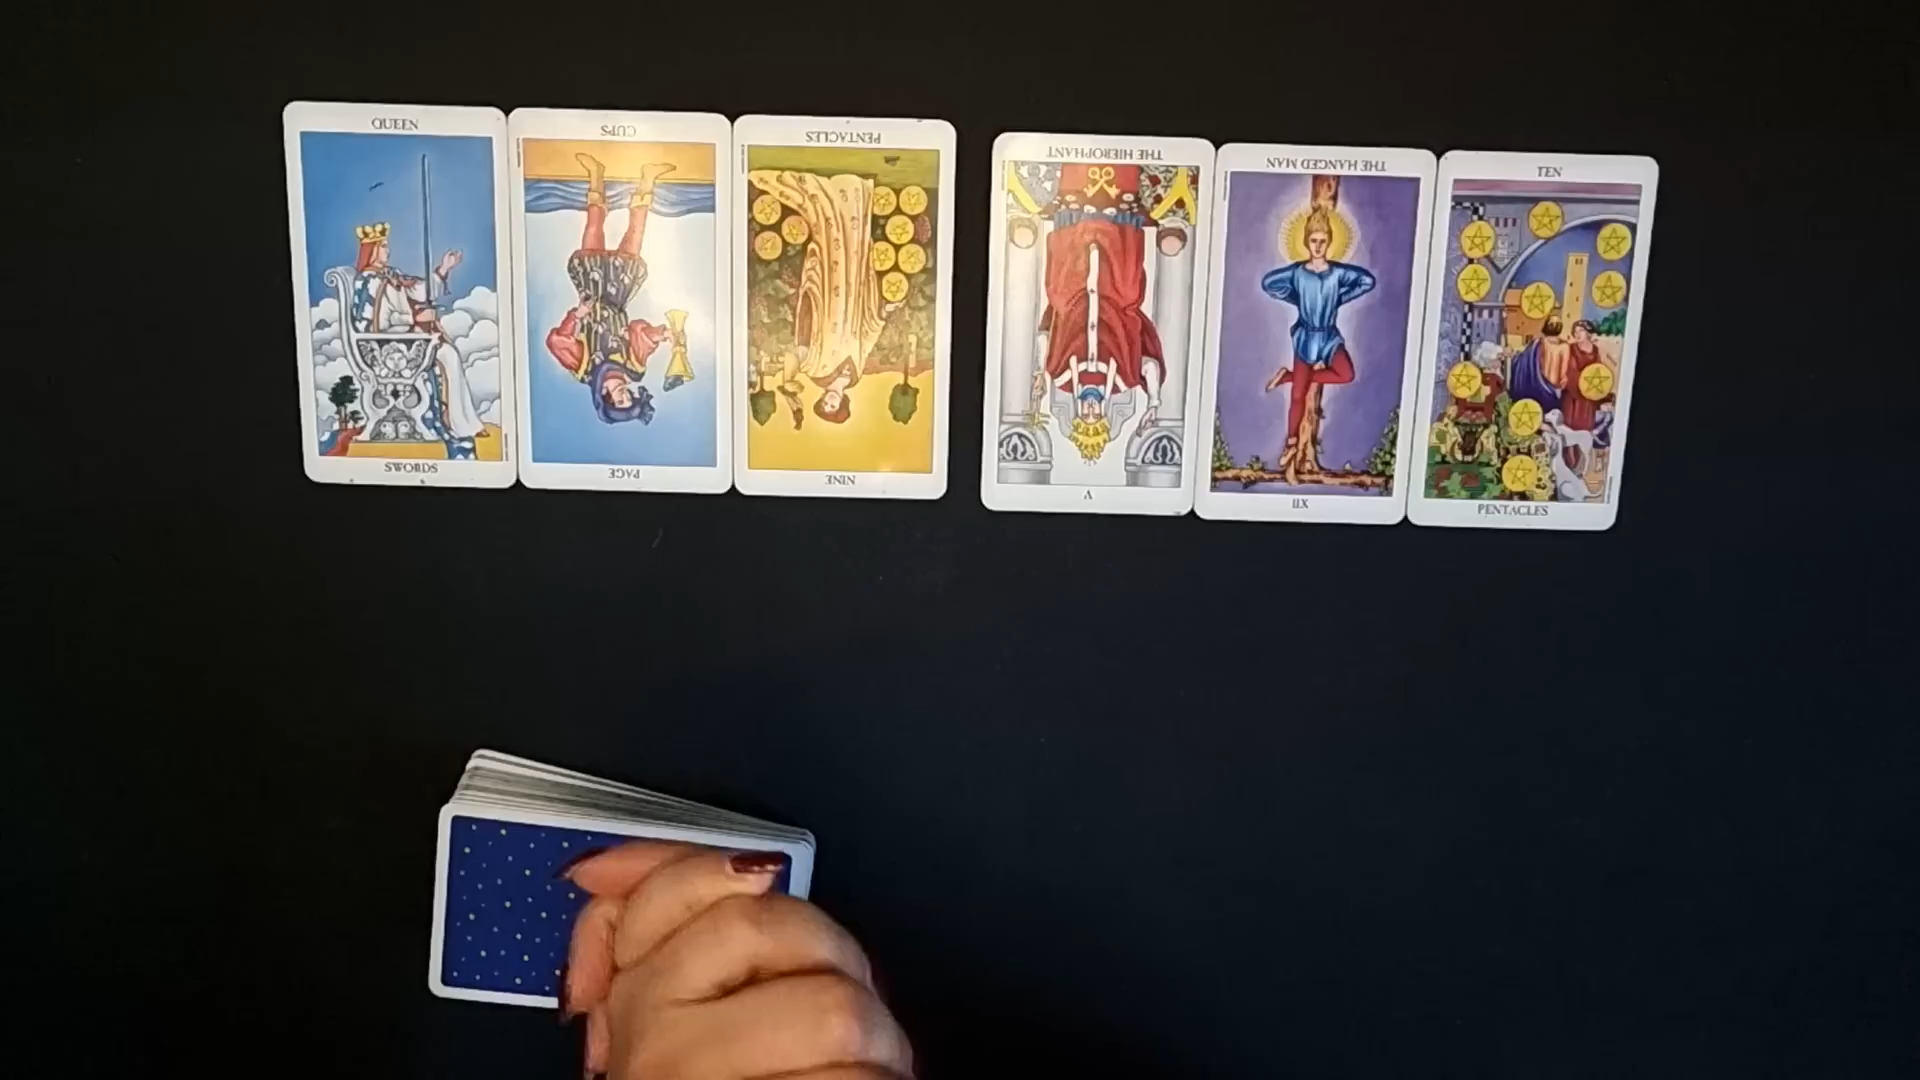 QUEEN
SWORDS
CUPS
PAGE
PENTACLES
NINE
THE HIEROPHANT
V
THE HANGED MAN
XII
TEN
PENTACLES